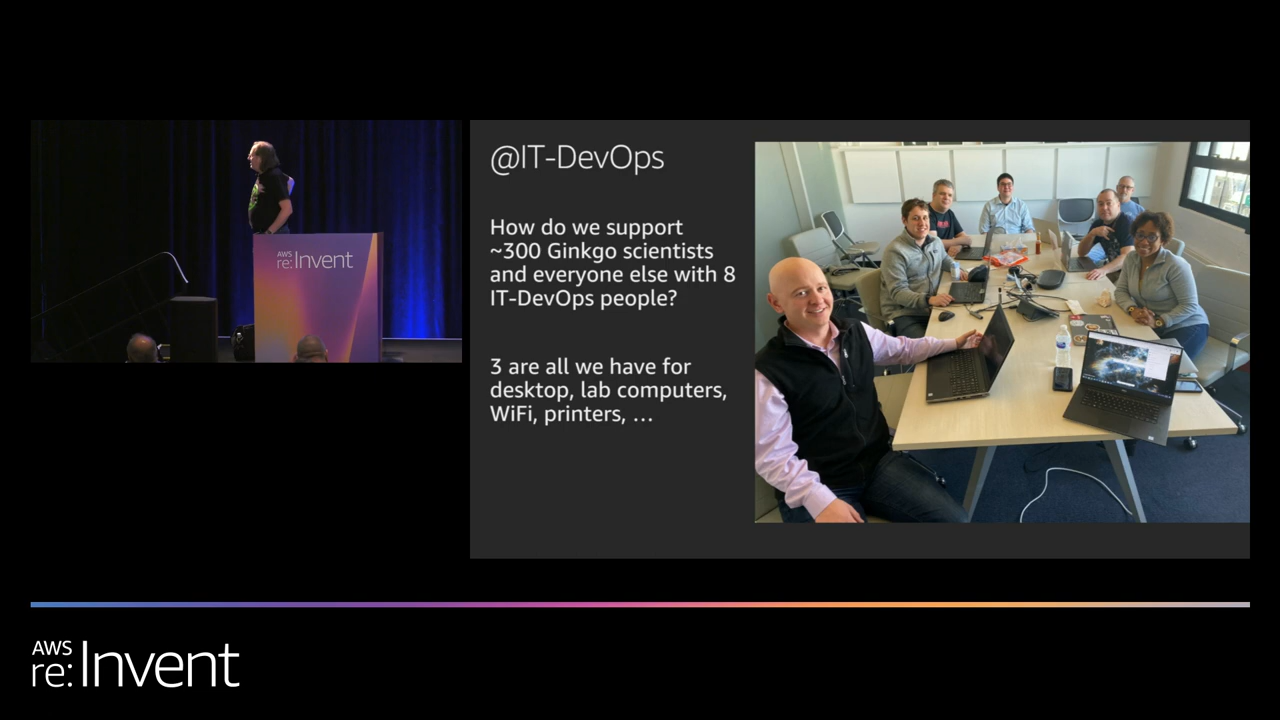 AWS
re:Invent
@IT-DevOps
How do we support
~300 Ginkgo scientists
and everyone else with 8
IT-DevOps people?
3 are all we have for
desktop, lab computers,
WiFi, printers, ...
AWS
re:Invent